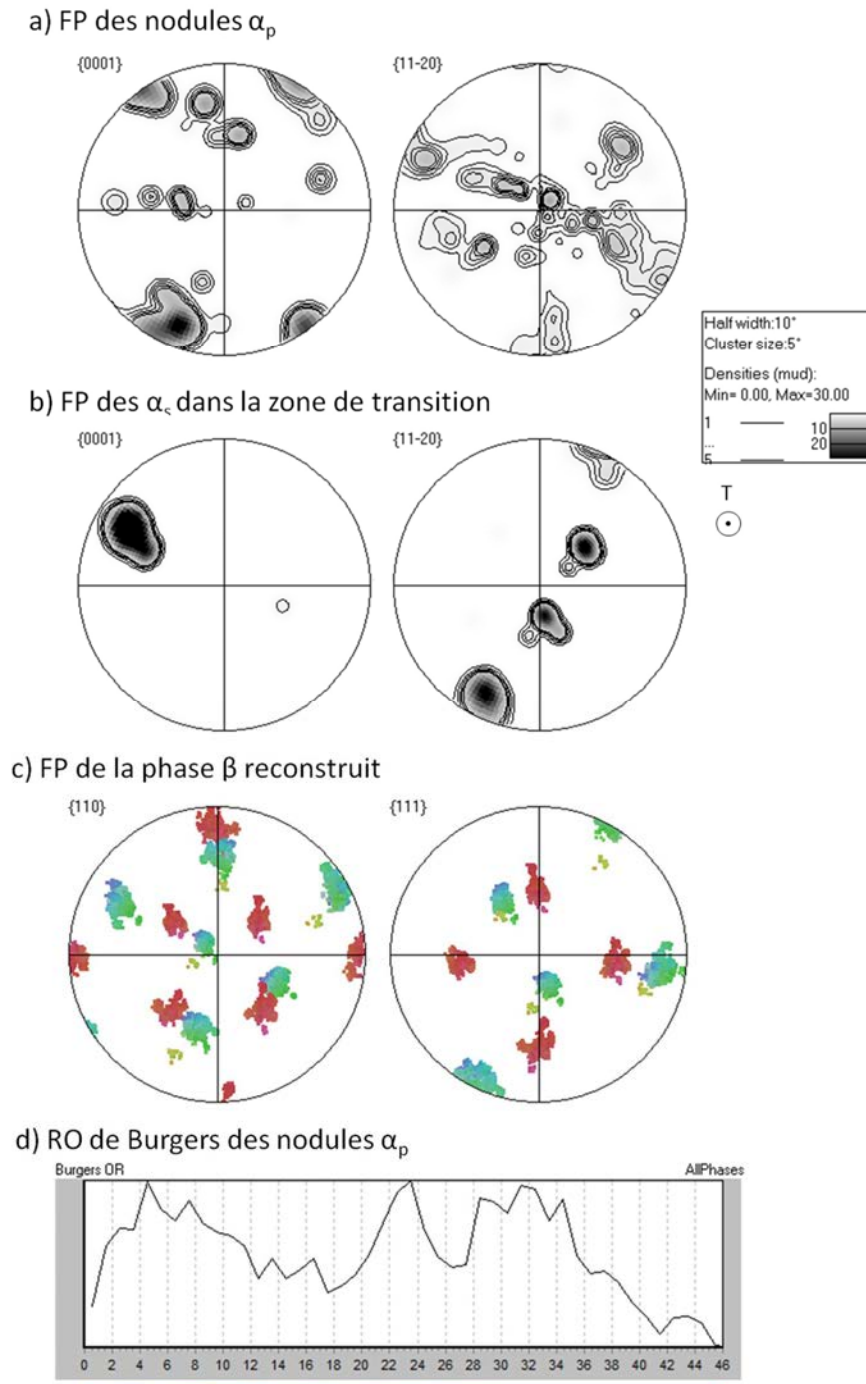 a) FP des nodules αp
{0001}
{11-20}
Half width:10°
Cluster size:5°
Densities (mud):
Min= 0.00, Max=30.00
1
10
...
20
5
T
b) FP des αs dans la zone de transition
{0001}
{11-20}
c) FP de la phase β reconstruit
{110}
{111}
d) RO de Burgers des nodules αp
Burgers OR
AllPhases
0 2 4 6 8 10 12 14 16 18 20 22 24 26 28 30 32 34 36 38 40 42 44 46